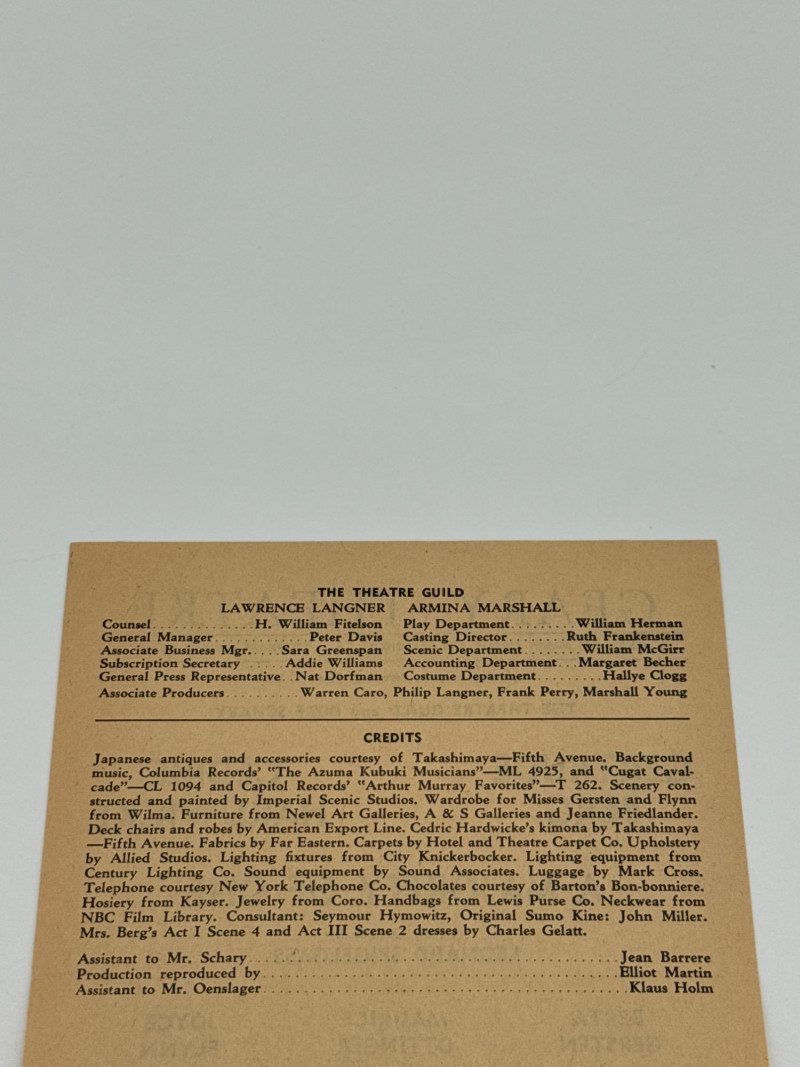 THE THEATRE GUILD
LAWRENCE LANGNER ARMINA MARSHALL
Counsel. . . . . . . . . . . . . H. William Fitelson Play Department. . . . . . . . . William Herman
General Manager. . . . . . . . . . . . Peter Davis Casting Director. . . . . . . . Ruth Frankenstein
Associate Business Mgr. . . . . Sara Greenspan Scenic Department. . . . . . . . William McGirr
Subscription Secretary . . . . . . Addie Williams Accounting Department. . . Margaret Becher
General Press Representative. . Nat Dorfman Costume Department. . . . . . . . . Hallye Clogg
Associate Producers. . . . . . . . . . Warren Caro, Philip Langner, Frank Perry, Marshall Young
CREDITS
Japanese antiques and accessories courtesy of Takashimaya—Fifth Avenue. Background
music, Columbia Records' "The Azuma Kubuki Musicians"—ML 4925, and "Cugat Caval-
cade"—CL 1094 and Capitol Records' "Arthur Murray Favorites"—T 262. Scenery con-
structed and painted by Imperial Scenic Studios. Wardrobe for Misses Gersten and Flynn
from Wilma. Furniture from Newel Art Galleries, A & S Galleries and Jeanne Friedlander.
Deck chairs and robes by American Export Line. Cedric Hardwicke's kimona by Takashimaya
—Fifth Avenue. Fabrics by Far Eastern. Carpets by Hotel and Theatre Carpet Co. Upholstery
by Allied Studios. Lighting fixtures from City Knickerbocker. Lighting equipment from
Century Lighting Co. Sound equipment by Sound Associates. Luggage by Mark Cross.
Telephone courtesy New York Telephone Co. Chocolates courtesy of Barton's Bon-bonniere.
Hosiery from Kayser. Jewelry from Coro. Handbags from Lewis Purse Co. Neckwear from
NBC Film Library. Consultant: Seymour Hymowitz, Original Sumo Kine: John Miller.
Mrs. Berg's Act I Scene 4 and Act III Scene 2 dresses by Charles Gelatt.
Assistant to Mr. Schary. . . . . . . . . . . . . . . . . . . . . . . . . . . . . . . . . . . . . . . Jean Barrere
Production reproduced by. . . . . . . . . . . . . . . . . . . . . . . . . . . . . . . . . . . . . . Elliot Martin
Assistant to Mr. Oenslager. . . . . . . . . . . . . . . . . . . . . . . . . . . . . . . . . . . . . . Klaus Holm